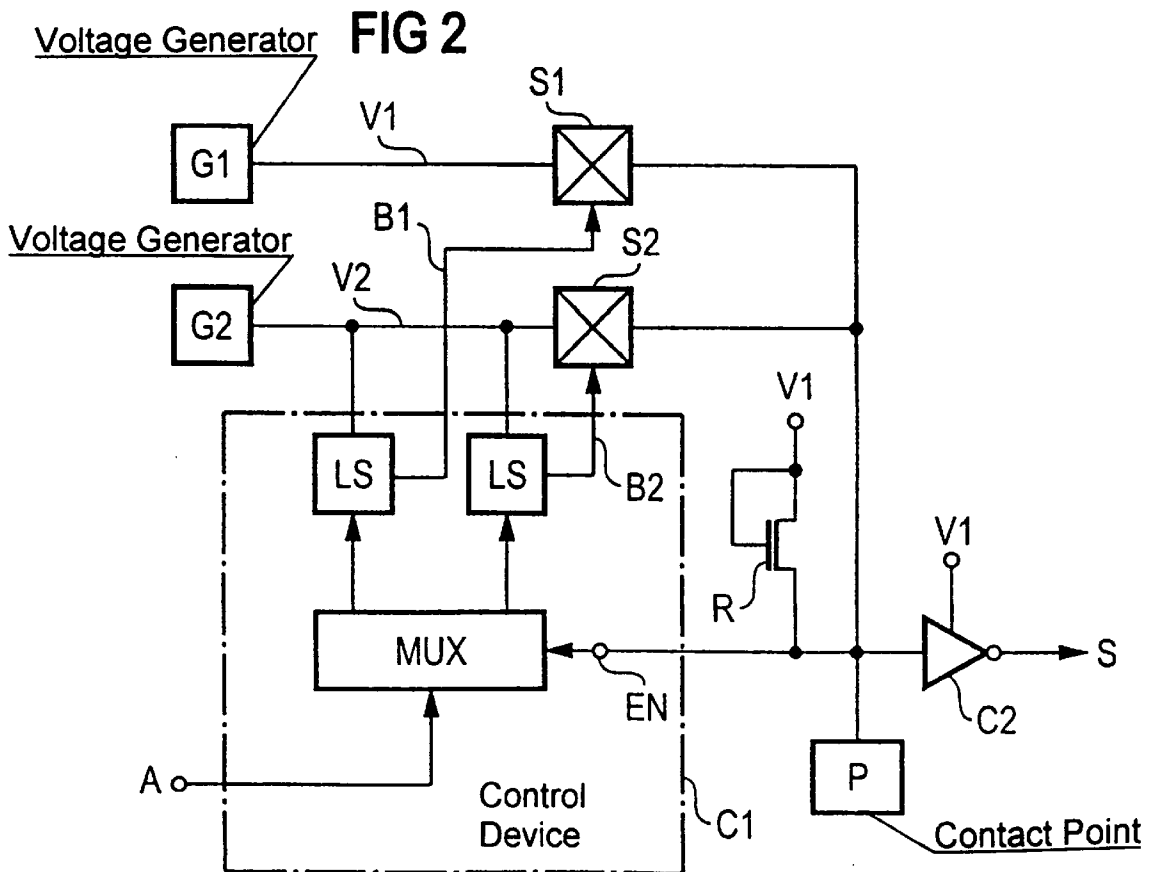 FIG 2
Voltage Generator
S1
V1
G1
B1
Voltage Generator
S2
V2
G2
V1
LS
LS
B2
V1
R
MUX
S
EN
C2
A
P
Control
Device
C1
Contact Point